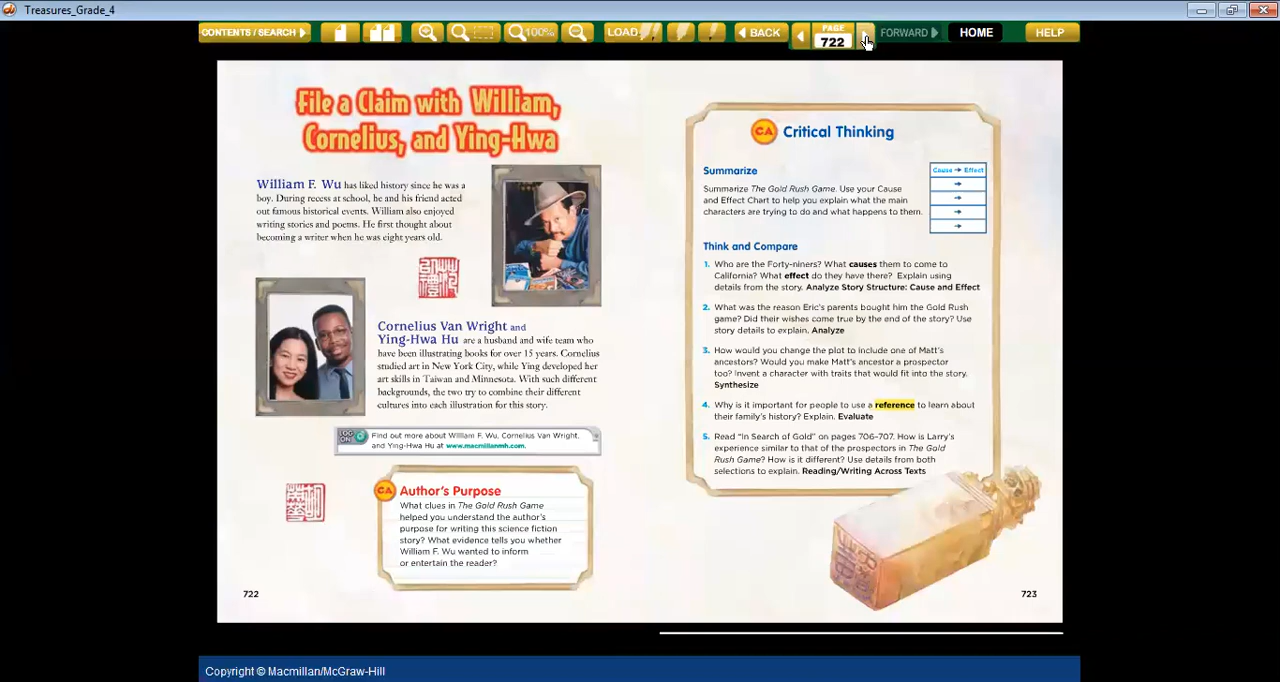 Treasures_Grade_4
CONTENTS / SEARCH
100%
LOAD
BACK
PAGE
722
FORWARD
HOME
HELP
File a Claim with William,
Cornelius, and Ying-Hwa
William F. Wu has liked history since he was a
boy. During recess at school, he and his friend acted
out famous historical events. William also enjoyed
writing stories and poems. He first thought about
becoming a writer when he was eight years old.
Cornelius Van Wright and
Ying-Hwa Hu are a husband and wife team who
have been illustrating books for over 15 years. Cornelius
studied art in New York City, while Ying developed her
art skills in Taiwan and Minnesota. With such different
backgrounds, the two try to combine their different
cultures into each illustration for this story.
LOG
ON
Find out more about William F. Wu, Cornelius Van Wright,
and Ying-Hwa Hu at www.macmillanmh.com.
CA Author's Purpose
What clues in The Gold Rush Game
helped you understand the author's
purpose for writing this science fiction
story? What evidence tells you whether
William F. Wu wanted to inform
or entertain the reader?
722
CA Critical Thinking
Summarize
Summarize The Gold Rush Game. Use your Cause
and Effect Chart to help you explain what the main
characters are trying to do and what happens to them.
Cause → Effect
→
→
→
→
Think and Compare
1. Who are the Forty-niners? What causes them to come to
California? What effect do they have there? Explain using
details from the story. Analyze Story Structure: Cause and Effect
2. What was the reason Eric's parents bought him the Gold Rush
game? Did their wishes come true by the end of the story? Use
story details to explain. Analyze
3. How would you change the plot to include one of Matt's
ancestors? Would you make Matt's ancestor a prospector
too? Invent a character with traits that would fit into the story.
Synthesize
4. Why is it important for people to use a reference to learn about
their family's history? Explain. Evaluate
5. Read "In Search of Gold" on pages 706–707. How is Larry's
experience similar to that of the prospectors in The Gold
Rush Game? How is it different? Use details from both
selections to explain. Reading/Writing Across Texts
723
Copyright © Macmillan/McGraw-Hill